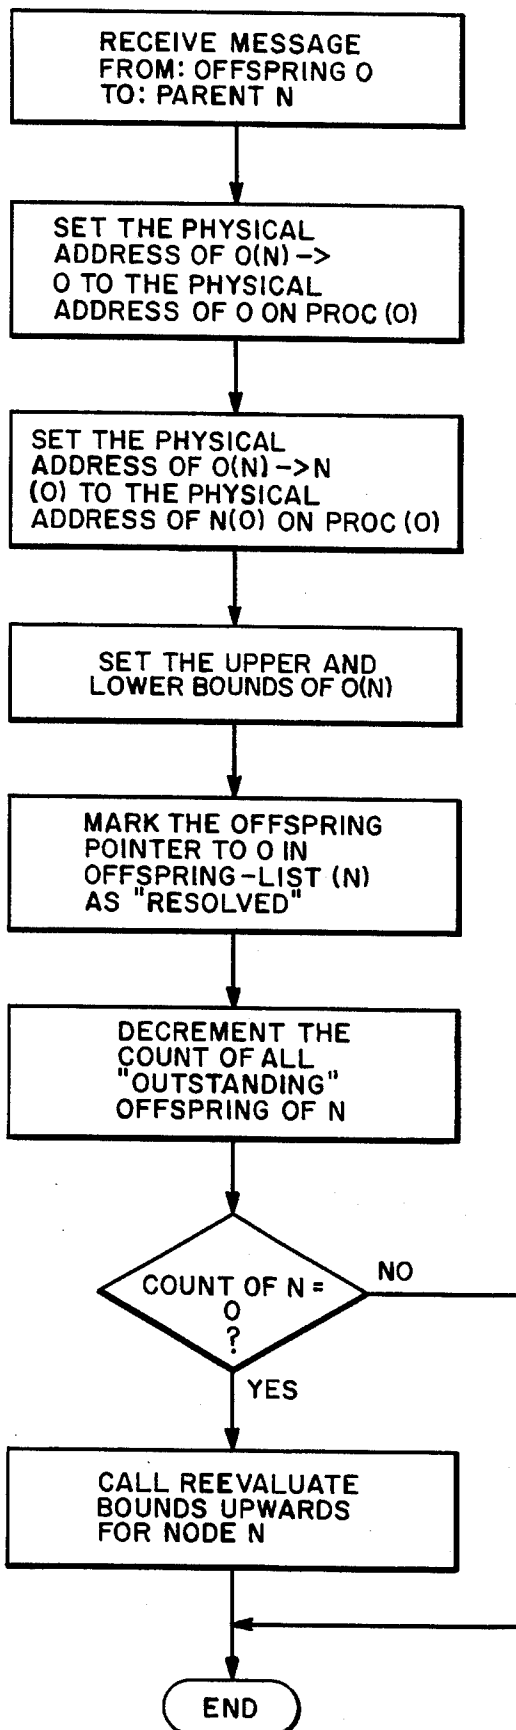 RECEIVE MESSAGE
FROM: OFFSPRING O
TO: PARENT N
SET THE PHYSICAL
ADDRESS OF O(N)->
O TO THE PHYSICAL
ADDRESS OF O ON PROC (O)
SET THE PHYSICAL
ADDRESS OF O(N)->N
(O) TO THE PHYSICAL
ADDRESS OF N(O) ON PROC (O)
SET THE UPPER AND
LOWER BOUNDS OF O(N)
MARK THE OFFSPRING
POINTER TO O IN
OFFSPRING-LIST (N)
AS "RESOLVED"
DECREMENT THE
COUNT OF ALL
"OUTSTANDING"
OFFSPRING OF N
COUNT OF N =
0
?
NO
YES
CALL REEVALUATE
BOUNDS UPWARDS
FOR NODE N
END